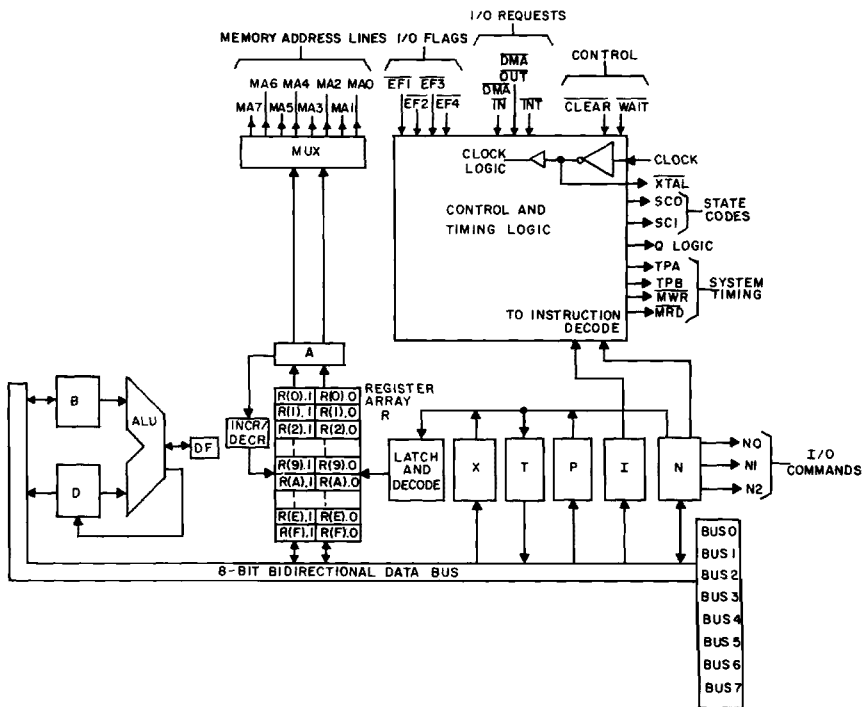 I/O REQUESTS
MEMORY ADDRESS LINES I/O FLAGS
CONTROL
DMA
OUT
MA6 MA4 MA2 MA0
EF1 EF3
DMA
IN
INT
MA7 MA5 MA3 MA1
EF2 EF4
CLEAR WAIT
MUX
CLOCK LOGIC
CLOCK
XTAL
CONTROL AND TIMING LOGIC
SC0
SC1
STATE CODES
Q LOGIC
TPA
TPB
MWR
MRD
SYSTEM TIMING
TO INSTRUCTION DECODE
A
R(0).1 R(0).0
R(1).1 R(1).0
R(2).1 R(2).0
R(9).1 R(9).0
R(A).1 R(A).0
R(E).1 R(E).0
R(F).1 R(F).0
REGISTER ARRAY R
INCR/
DECR
B
ALU
DF
D
LATCH AND DECODE
X
T
P
I
N
N0
N1
N2
I/O COMMANDS
8-BIT BIDIRECTIONAL DATA BUS
BUS 0
BUS 1
BUS 2
BUS 3
BUS 4
BUS 5
BUS 6
BUS 7